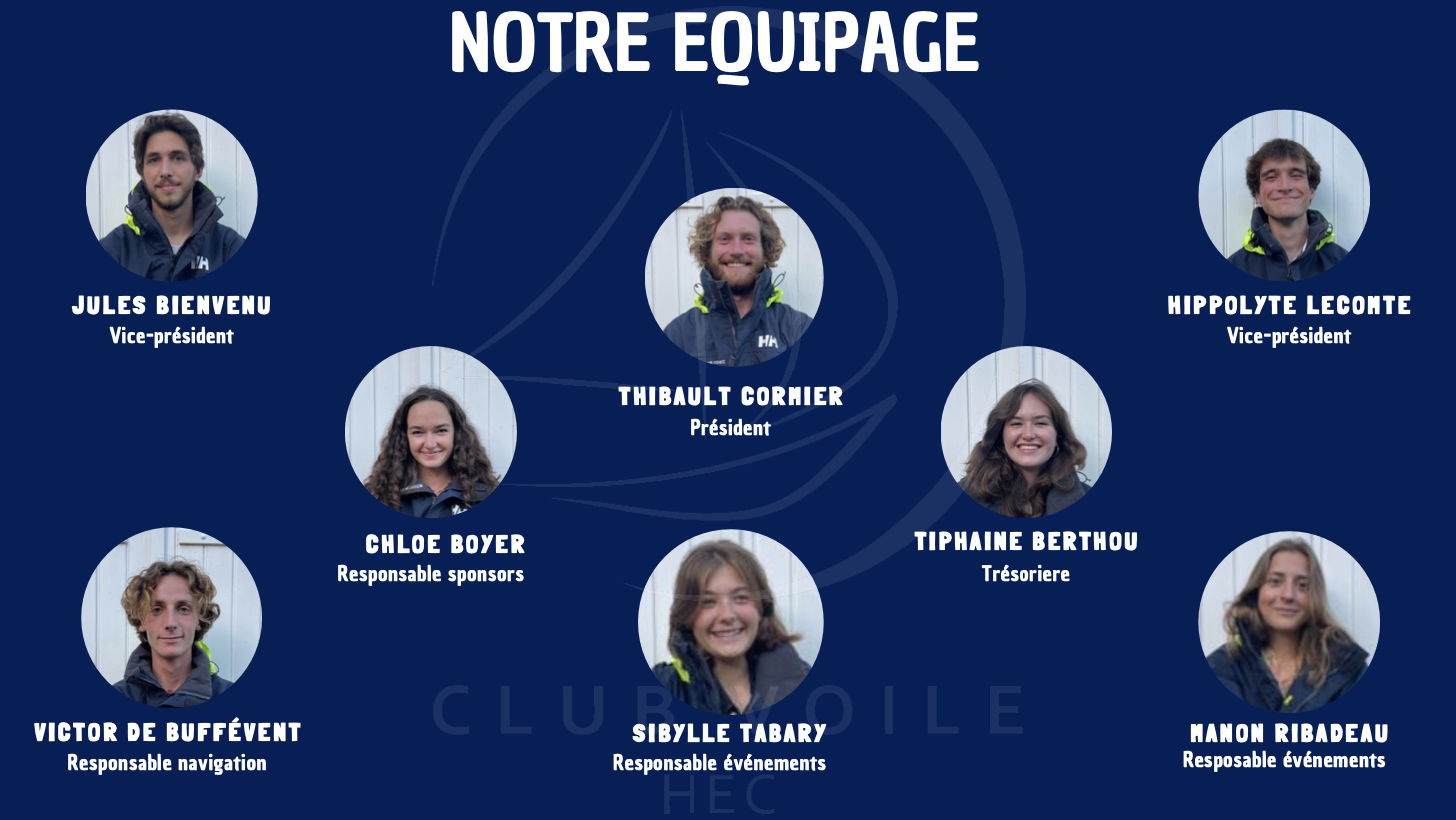 NOTRE EQUIPAGE
JULES BIENVENU
Vice-président
HIPPOLYTE LECOMTE
Vice-président
HH
THIBAULT CORMIER
Président
CHLOE BOYER
Responsable sponsors
TIPHAINE BERTHOU
Trésoriere
VICTOR DE BUFFÉVENT
Responsable navigation
SIBYLLE TABARY
Responsable événements
MANON RIBADEAU
Resposable événements
CLUB VOILE
HEC